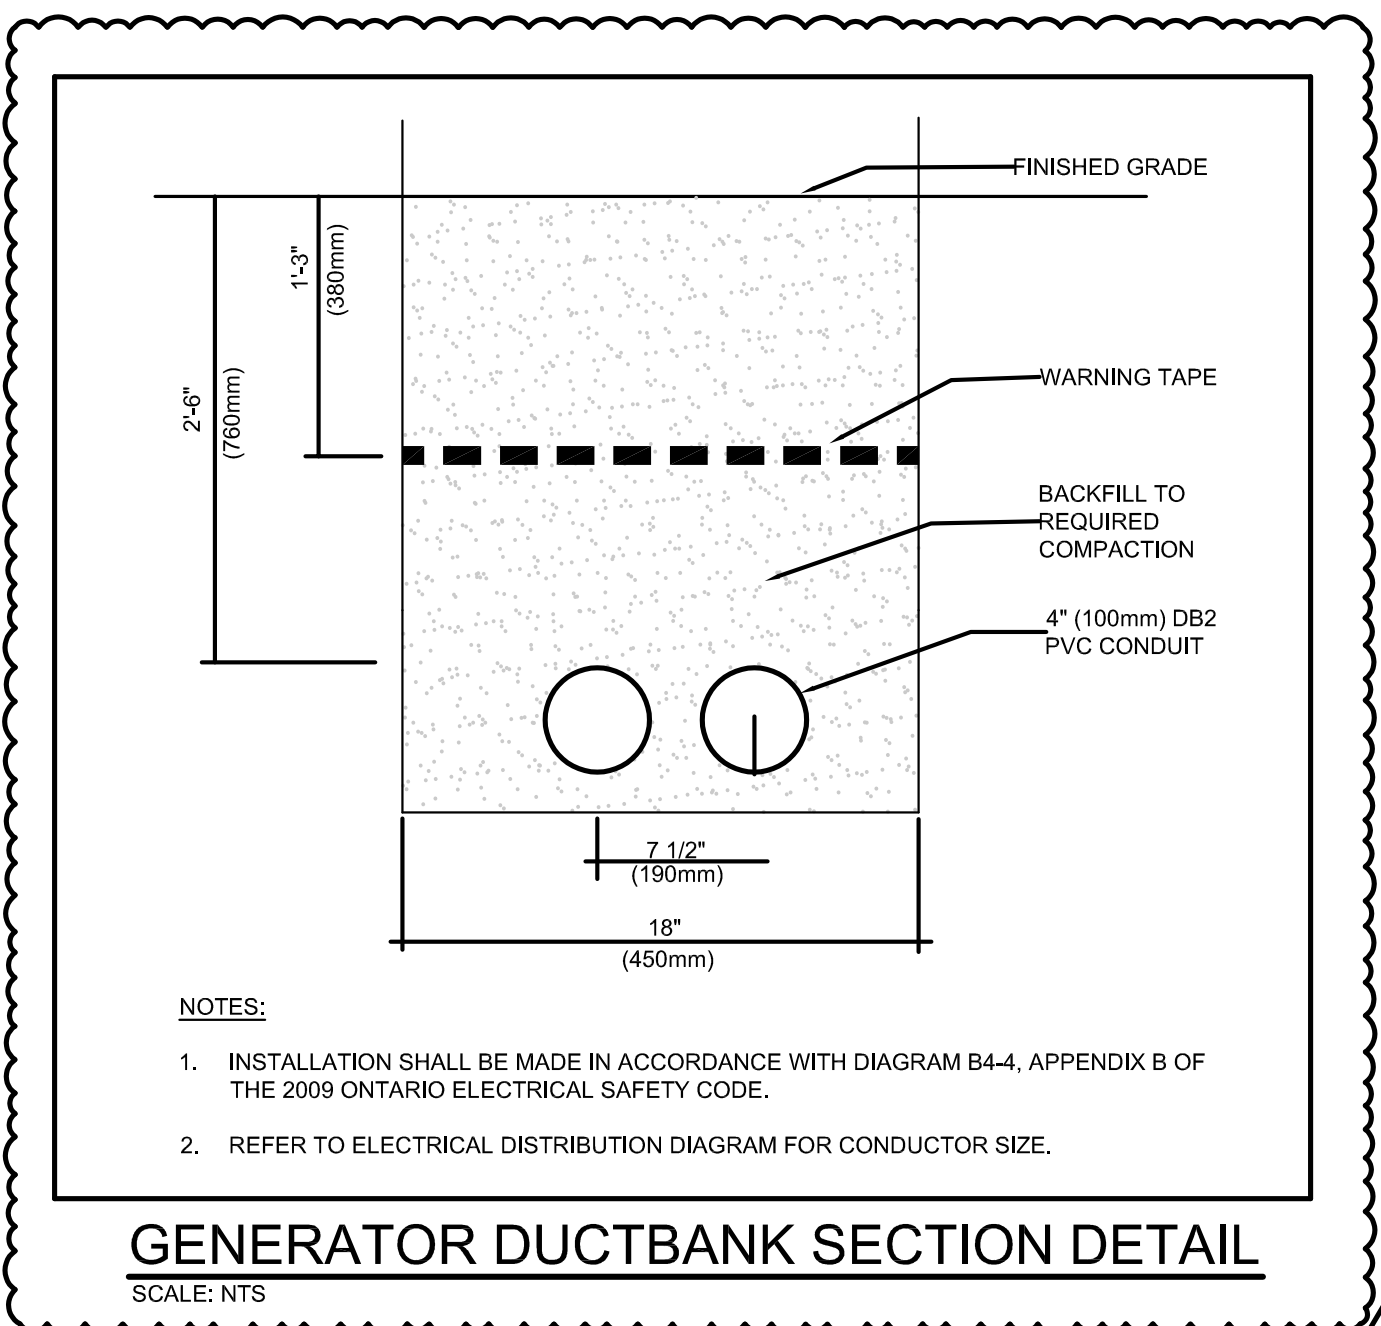 FINISHED GRADE
1'-3"
(380mm)
2'-6"
(760mm)
WARNING TAPE
BACKFILL TO
REQUIRED
COMPACTION
4" (100mm) DB2
PVC CONDUIT
7 1/2"
(190mm)
18"
(450mm)
NOTES:
1. INSTALLATION SHALL BE MADE IN ACCORDANCE WITH DIAGRAM B4-4, APPENDIX B OF
THE 2009 ONTARIO ELECTRICAL SAFETY CODE.
2. REFER TO ELECTRICAL DISTRIBUTION DIAGRAM FOR CONDUCTOR SIZE.
GENERATOR DUCTBANK SECTION DETAIL
SCALE: NTS